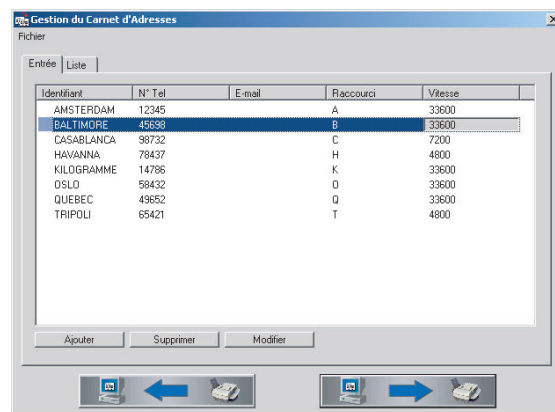 Gestion du Carnet d'Adresses
Fichier
Entrée Liste
Identifiant N° Tel E-mail Raccourci Vitesse
AMSTERDAM 12345 A 33600
BALTIMORE 45698 B 33600
CASABLANCA 98732 C 7200
HAVANNA 78437 H 4800
KILOGRAMME 14786 K 33600
OSLO 58432 O 33600
QUEBEC 49652 Q 33600
TRIPOLI 65421 T 4800
Ajouter Supprimer Modifier